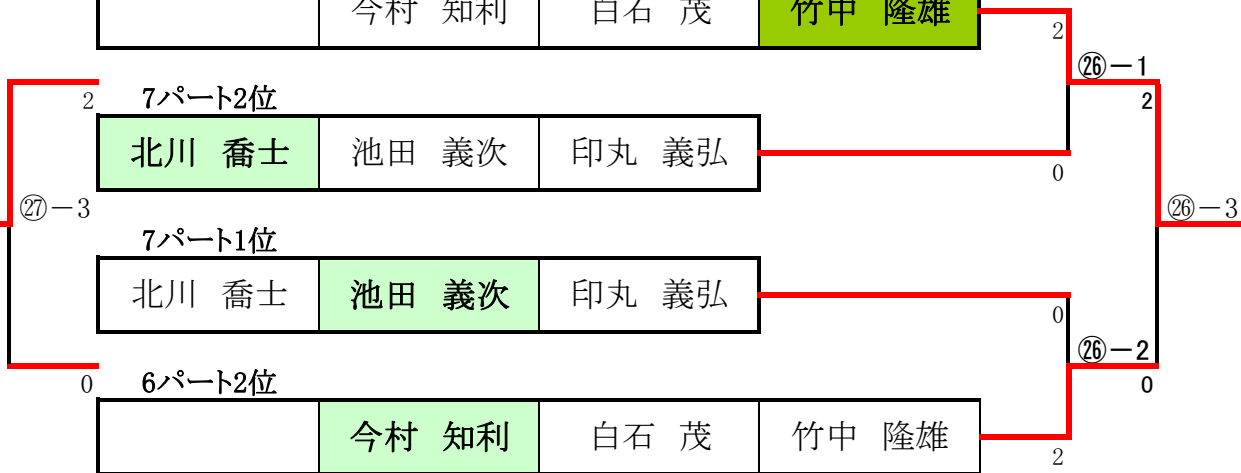 今村 知利 白石 茂 竹中 隆雄
2
㉖－1
2 7パート2位 2
北川 喬士 池田 義次 印丸 義弘
0
㉗－3 ㉖－3
7パート1位
北川 喬士 池田 義次 印丸 義弘
0
㉖－2
0 6パート2位 0
今村 知利 白石 茂 竹中 隆雄
2